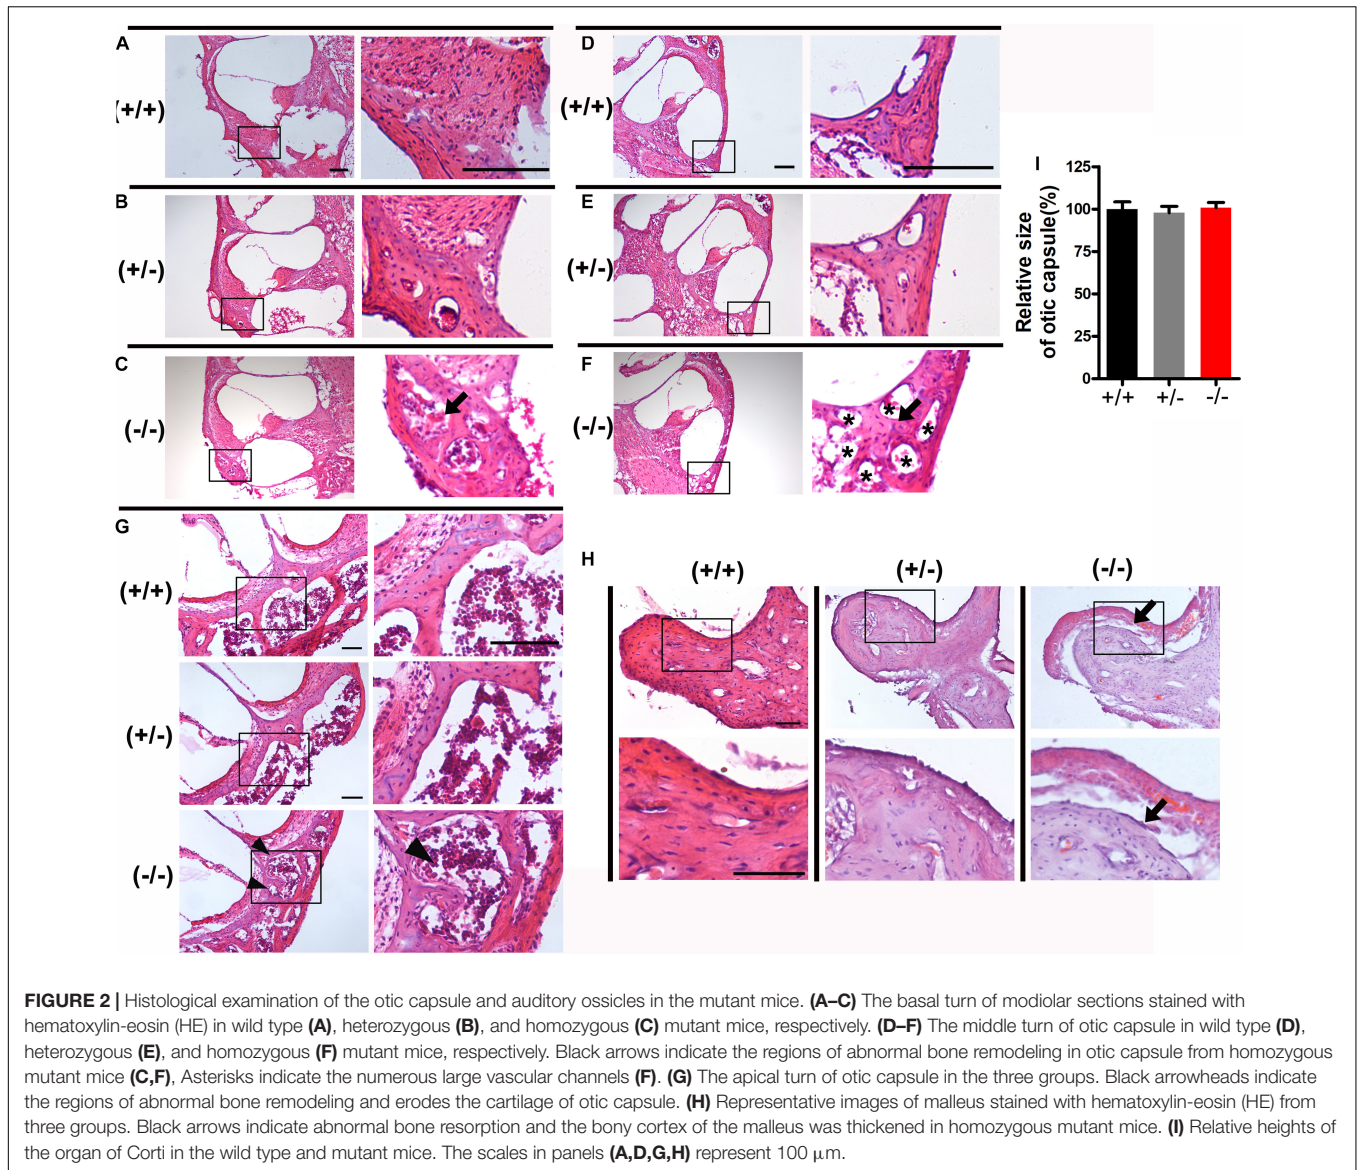 A
(+/+)
D
(+/+)
B
(+/-)
E
(+/-)
C
(-/-)
F
(-/-)
* * * * * *
I
Relative size
of otic capsule(%)
125
100
75
50
25
0
+/+ +/- -/-
G
(+/+)
(+/-)
(-/-)
H
(+/+) (+/-) (-/-)
FIGURE 2 | Histological examination of the otic capsule and auditory ossicles in the mutant mice. (A–C) The basal turn of modiolar sections stained with
hematoxylin-eosin (HE) in wild type (A), heterozygous (B), and homozygous (C) mutant mice, respectively. (D–F) The middle turn of otic capsule in wild type (D),
heterozygous (E), and homozygous (F) mutant mice, respectively. Black arrows indicate the regions of abnormal bone remodeling in otic capsule from homozygous
mutant mice (C,F), Asterisks indicate the numerous large vascular channels (F). (G) The apical turn of otic capsule in the three groups. Black arrowheads indicate
the regions of abnormal bone remodeling and erodes the cartilage of otic capsule. (H) Representative images of malleus stained with hematoxylin-eosin (HE) from
three groups. Black arrows indicate abnormal bone resorption and the bony cortex of the malleus was thickened in homozygous mutant mice. (I) Relative heights of
the organ of Corti in the wild type and mutant mice. The scales in panels (A,D,G,H) represent 100 μm.